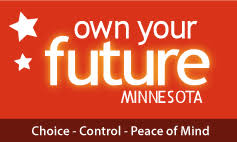 own your
future
MINNESOTA
Choice - Control - Peace of Mind